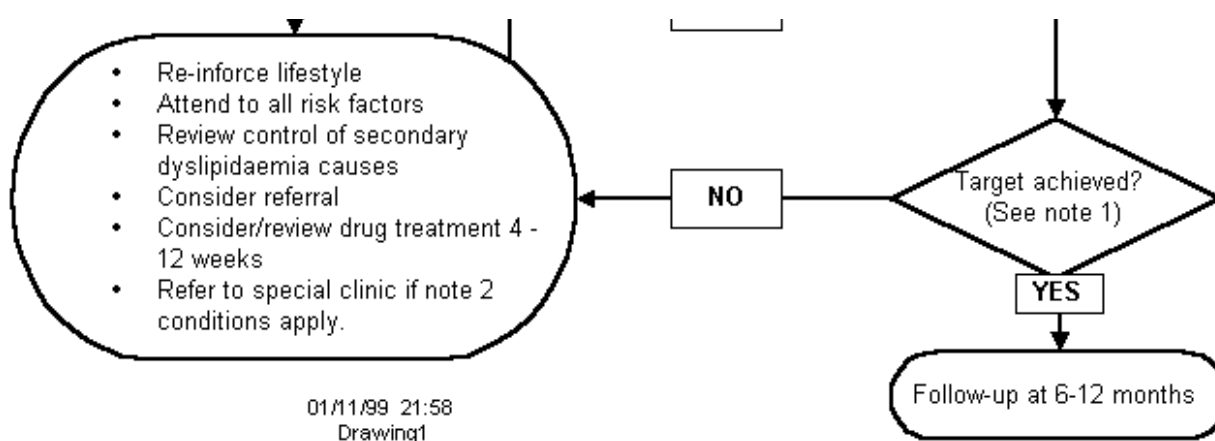 • Re-inforce lifestyle
• Attend to all risk factors
• Review control of secondary
dyslipidaemia causes
• Consider referral
• Consider/review drug treatment 4 -
12 weeks
• Refer to special clinic if note 2
conditions apply.
NO
Target achieved?
(See note 1)
YES
Follow-up at 6-12 months
01/11/99 21:58
Drawing1